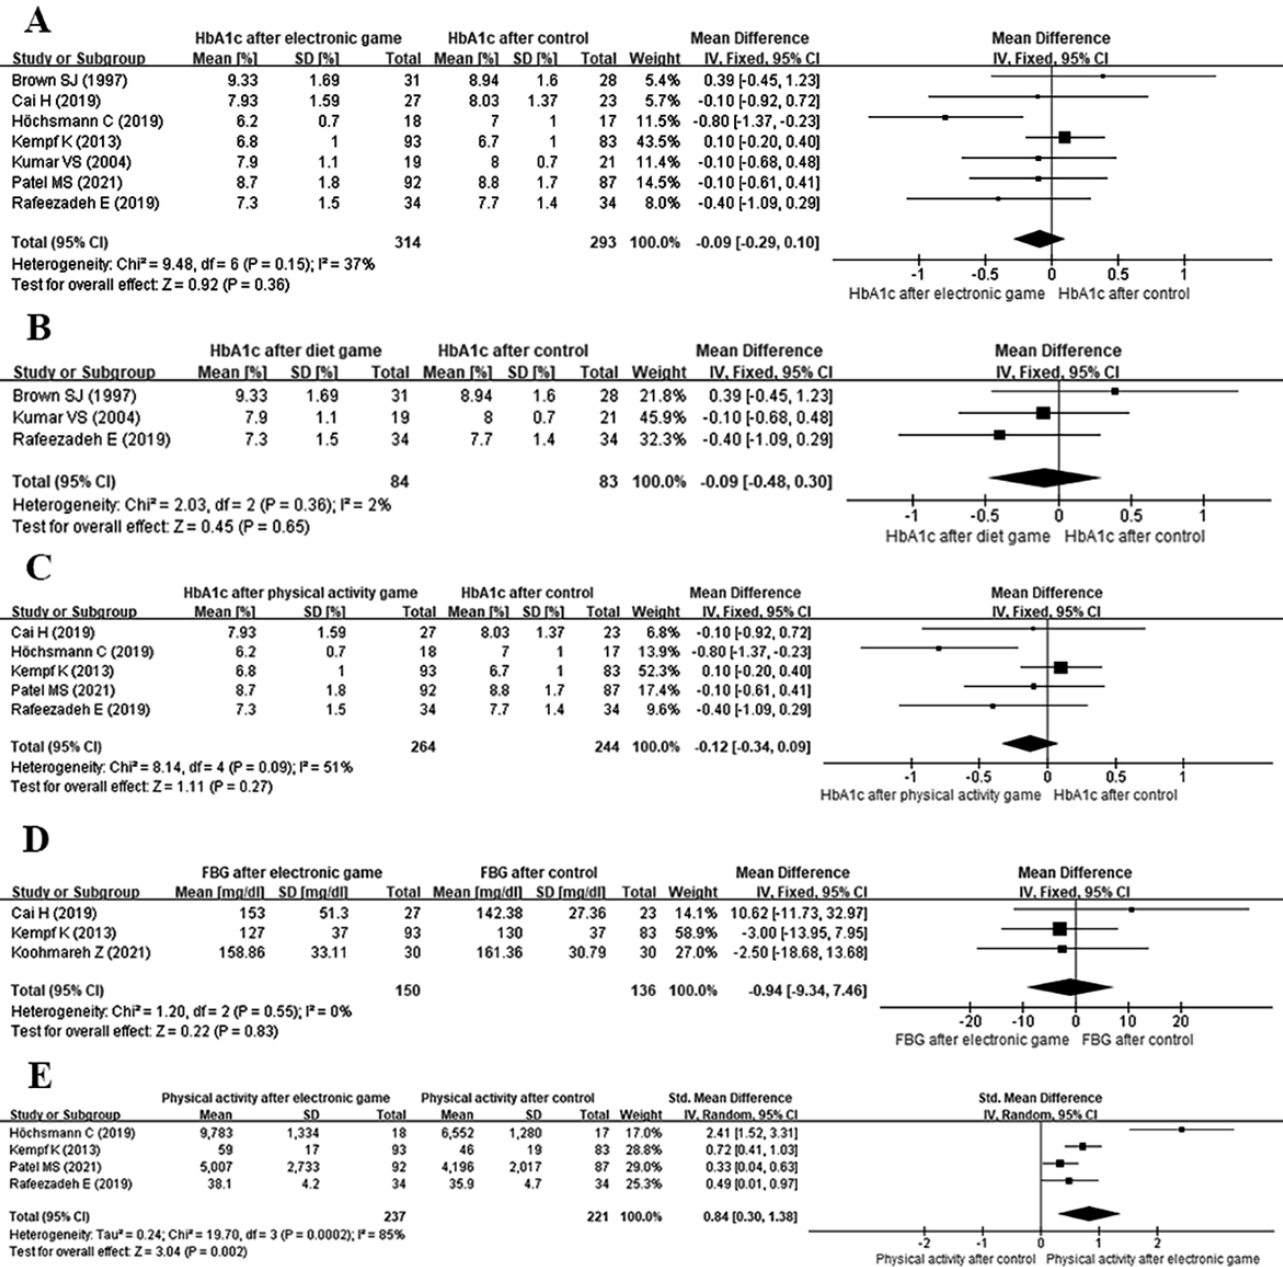 A
HbA1c after electronic game HbA1c after control Mean Difference Mean Difference
Study or Subgroup Mean [%] SD [%] Total Mean [%] SD [%] Total Weight IV, Fixed, 95% CI IV, Fixed, 95% CI
Brown SJ (1997) 9.33 1.69 31 8.94 1.6 28 5.4% 0.39 [-0.45, 1.23]
Cai H (2019) 7.93 1.59 27 8.03 1.37 23 5.7% -0.10 [-0.92, 0.72]
Höchsmann C (2019) 6.2 0.7 18 7 1 17 11.5% -0.80 [-1.37, -0.23]
Kempf K (2013) 6.8 1 93 6.7 1 83 43.5% 0.10 [-0.20, 0.40]
Kumar VS (2004) 7.9 1.1 19 8 0.7 21 11.4% -0.10 [-0.68, 0.48]
Patel MS (2021) 8.7 1.8 92 8.8 1.7 87 14.5% -0.10 [-0.61, 0.41]
Rafeezadeh E (2019) 7.3 1.5 34 7.7 1.4 34 8.0% -0.40 [-1.09, 0.29]
Total (95% CI) 314 293 100.0% -0.09 [-0.29, 0.10]
Heterogeneity: Chi² = 9.48, df = 6 (P = 0.15); I² = 37%
Test for overall effect: Z = 0.92 (P = 0.36)
-1 -0.5 0 0.5 1
HbA1c after electronic game HbA1c after control
B
HbA1c after diet game HbA1c after control Mean Difference Mean Difference
Study or Subgroup Mean [%] SD [%] Total Mean [%] SD [%] Total Weight IV, Fixed, 95% CI IV, Fixed, 95% CI
Brown SJ (1997) 9.33 1.69 31 8.94 1.6 28 21.8% 0.39 [-0.45, 1.23]
Kumar VS (2004) 7.9 1.1 19 8 0.7 21 45.9% -0.10 [-0.68, 0.48]
Rafeezadeh E (2019) 7.3 1.5 34 7.7 1.4 34 32.3% -0.40 [-1.09, 0.29]
Total (95% CI) 84 83 100.0% -0.09 [-0.48, 0.30]
Heterogeneity: Chi² = 2.03, df = 2 (P = 0.36); I² = 2%
Test for overall effect: Z = 0.45 (P = 0.65)
-1 -0.5 0 0.5 1
HbA1c after diet game HbA1c after control
C
HbA1c after physical activity game HbA1c after control Mean Difference Mean Difference
Study or Subgroup Mean [%] SD [%] Total Mean [%] SD [%] Total Weight IV, Fixed, 95% CI IV, Fixed, 95% CI
Cai H (2019) 7.93 1.59 27 8.03 1.37 23 6.8% -0.10 [-0.92, 0.72]
Höchsmann C (2019) 6.2 0.7 18 7 1 17 13.9% -0.80 [-1.37, -0.23]
Kempf K (2013) 6.8 1 93 6.7 1 83 52.3% 0.10 [-0.20, 0.40]
Patel MS (2021) 8.7 1.8 92 8.8 1.7 87 17.4% -0.10 [-0.61, 0.41]
Rafeezadeh E (2019) 7.3 1.5 34 7.7 1.4 34 9.6% -0.40 [-1.09, 0.29]
Total (95% CI) 264 244 100.0% -0.12 [-0.34, 0.09]
Heterogeneity: Chi² = 8.14, df = 4 (P = 0.09); I² = 51%
Test for overall effect: Z = 1.11 (P = 0.27)
-1 -0.5 0 0.5 1
HbA1c after physical activity game HbA1c after control
D
FBG after electronic game FBG after control Mean Difference Mean Difference
Study or Subgroup Mean [mg/dl] SD [mg/dl] Total Mean [mg/dl] SD [mg/dl] Total Weight IV, Fixed, 95% CI IV, Fixed, 95% CI
Cai H (2019) 153 51.3 27 142.38 27.36 23 14.1% 10.62 [-11.73, 32.97]
Kempf K (2013) 127 37 93 130 37 83 58.9% -3.00 [-13.95, 7.95]
Koohmareh Z (2021) 158.86 33.11 30 161.36 30.79 30 27.0% -2.50 [-18.68, 13.68]
Total (95% CI) 150 136 100.0% -0.94 [-9.34, 7.46]
Heterogeneity: Chi² = 1.20, df = 2 (P = 0.55); I² = 0%
Test for overall effect: Z = 0.22 (P = 0.83)
-20 -10 0 10 20
FBG after electronic game FBG after control
E
Physical activity after electronic game Physical activity after control Std. Mean Difference Std. Mean Difference
Study or Subgroup Mean SD Total Mean SD Total Weight IV, Random, 95% CI IV, Random, 95% CI
Höchsmann C (2019) 9,783 1,334 18 6,552 1,280 17 17.0% 2.41 [1.52, 3.31]
Kempf K (2013) 59 17 93 46 19 83 28.8% 0.72 [0.41, 1.03]
Patel MS (2021) 5,007 2,733 92 4,196 2,017 87 29.0% 0.33 [0.04, 0.63]
Rafeezadeh E (2019) 38.1 4.2 34 35.9 4.7 34 25.3% 0.49 [0.01, 0.97]
Total (95% CI) 237 221 100.0% 0.84 [0.30, 1.38]
Heterogeneity: Tau² = 0.24; Chi² = 19.70, df = 3 (P = 0.0002); I² = 85%
Test for overall effect: Z = 3.04 (P = 0.002)
-2 -1 0 1 2
Physical activity after control Physical activity after electronic game